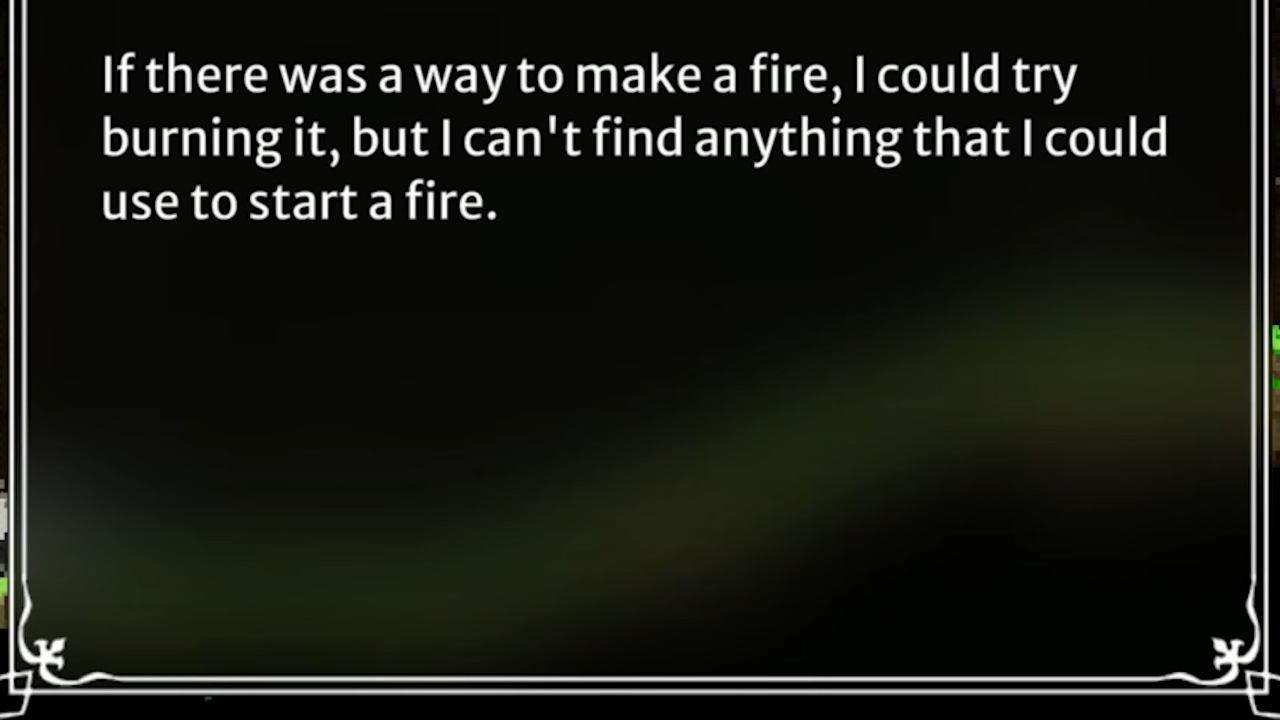 If there was a way to make a fire, I could try
burning it, but I can't find anything that I could
use to start a fire.